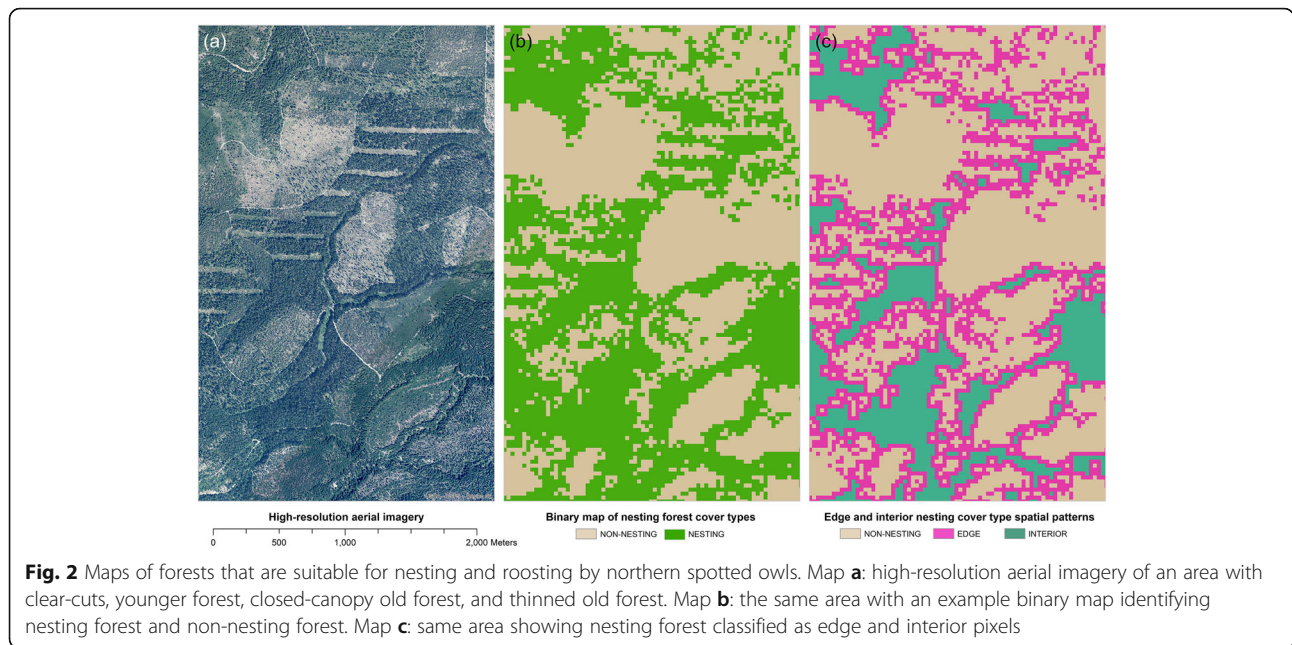 (a)
(b)
(c)
High-resolution aerial imagery
0 500 1,000 2,000 Meters
Binary map of nesting forest cover types
NON-NESTING NESTING
Edge and interior nesting cover type spatial patterns
NON-NESTING EDGE INTERIOR
Fig. 2 Maps of forests that are suitable for nesting and roosting by northern spotted owls. Map a: high-resolution aerial imagery of an area with
clear-cuts, younger forest, closed-canopy old forest, and thinned old forest. Map b: the same area with an example binary map identifying
nesting forest and non-nesting forest. Map c: same area showing nesting forest classified as edge and interior pixels